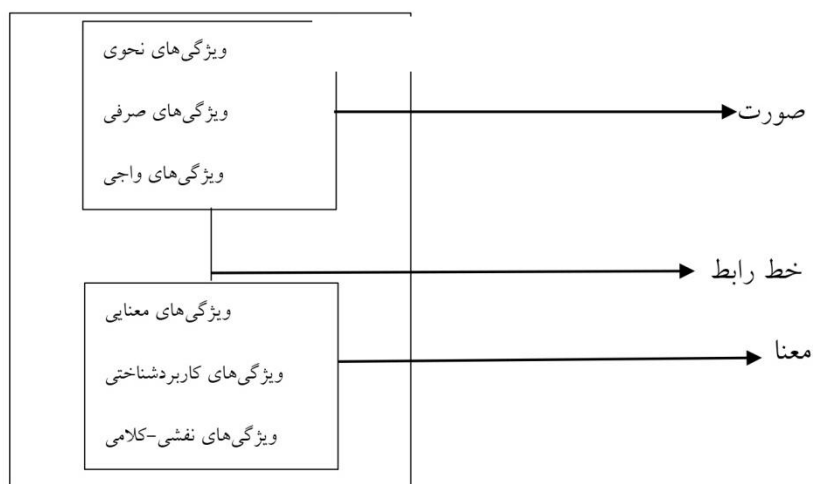 ویژگی‌های نحوی
ویژگی‌های صرفی
صورت
ویژگی‌های واجی
خط رابط
ویژگی‌های معنایی
معنا
ویژگی‌های کاربردشناختی
ویژگی‌های نفشی-کلامی